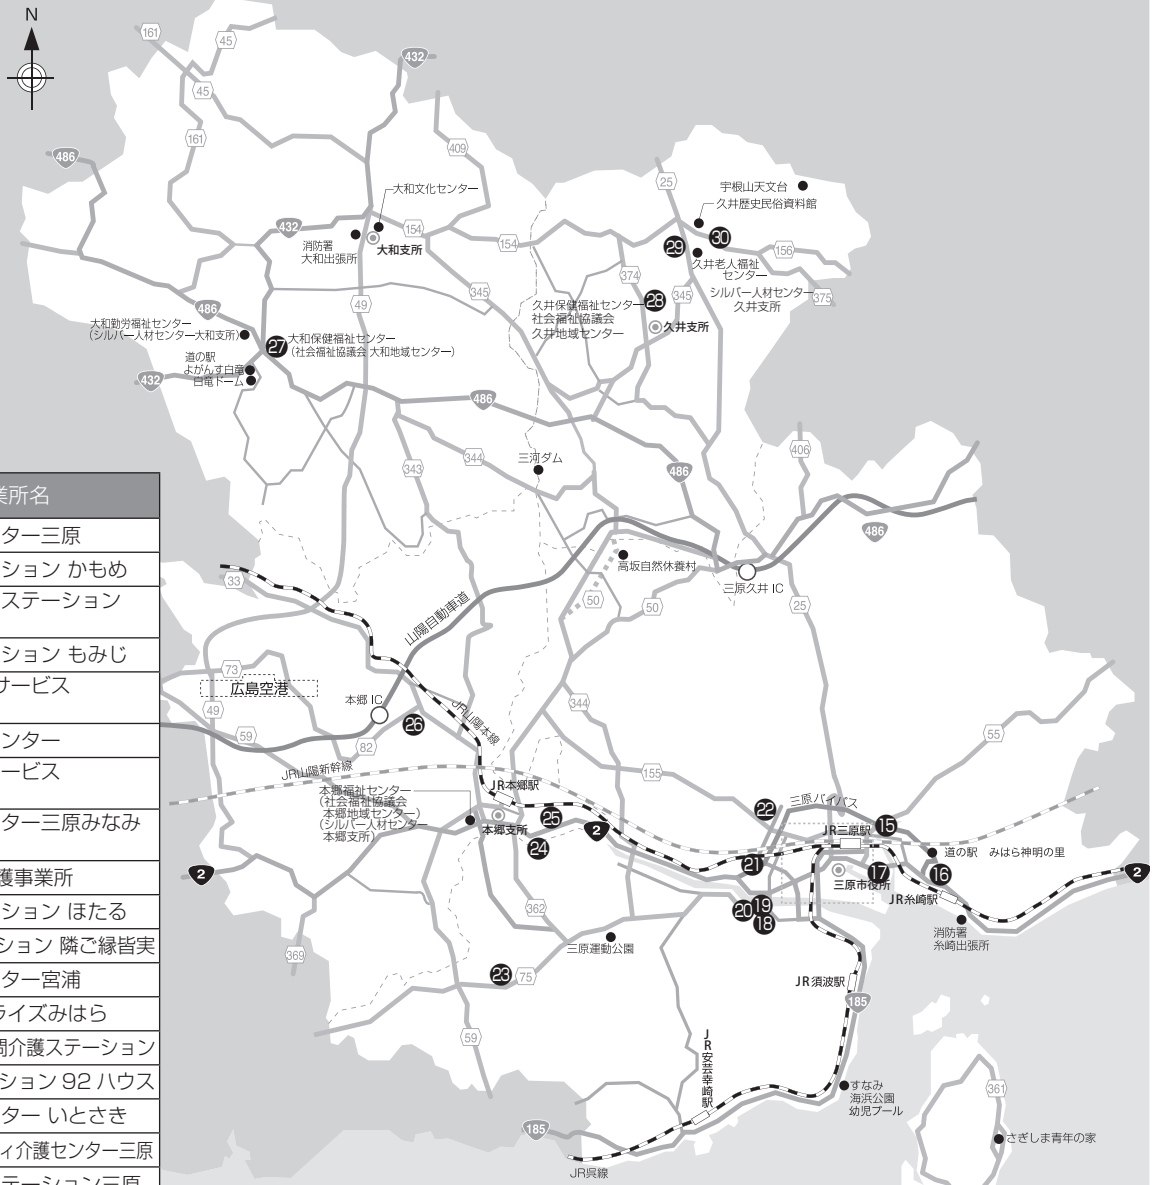 N
161
45
432
45
161
486
409
25
宇根山天文台
大和文化センター
久井歴史民俗資料館
432
154
30
消防署
大和出張所
大和支所
154
29
156
久井老人福祉
センター
374
シルバー人材センター
久井支所
375
345
345
49
28
久井保健福祉センター
社会福祉協議会
久井地域センター
久井支所
486
大和勤労福祉センター
(シルバー人材センター大和支所)
27
大和保健福祉センター
(社会福祉協議会 大和地域センター)
道の駅
よがんす白竜
白竜ドーム
432
486
406
343
344
三河ダム
486
486
業所名
ター三原
ション かもめ
ステーション
ション もみじ
サービス
ンター
ービス
ター三原みなみ
護事業所
ション ほたる
ション 隣ご縁皆実
ター宮浦
ライズみはら
問介護ステーション
ション 92 ハウス
ター いとさき
ィ介護センター三原
テーション三原
高坂自然休養村
三原久井 IC
33
50
50
25
山陽自動車道
73
広島空港
本郷 IC
49
26
JR山陽本線
344
59
82
55
JR山陽新幹線
155
本郷福祉センター
(社会福祉協議会
本郷地域センター)
(シルバー人材センター
本郷支所)
JR本郷駅
本郷支所
25
24
2
22
三原バイパス
15
JR三原駅
道の駅 みはら神明の里
21
17
16
2
三原市役所
JR糸崎駅
2
362
20
19
18
消防署
糸崎出張所
369
三原運動公園
23
75
JR須波駅
185
59
JR安芸幸崎駅
すなみ
海浜公園
幼児プール
361
185
さぎしま青年の家
JR呉線